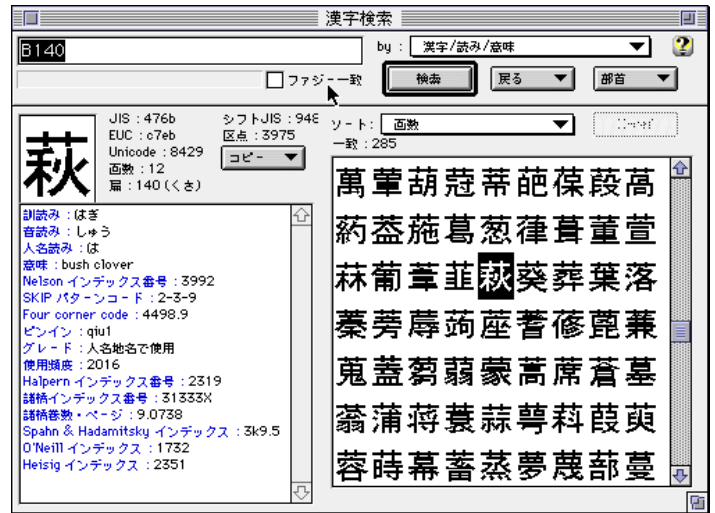 漢字検索
B140
by : 漢字/読み/意味
ファジー一致
検索
戻る
部首
萩
JIS : 476b
シフトJIS : 948
EUC : c7eb
区点 : 3975
Unicode : 8429
コピー
画数 : 12
扁 : 140 (くさ)
ソート : 画数
一致 : 285
訓読み : はぎ
音読み : しゅう
人名読み : は
意味 : bush clover
Nelson インデックス番号 : 3992
SKIP パターンコード : 2-3-9
Four corner code : 4498.9
ピンイン : qiu1
グレード : 人名地名で使用
使用頻度 : 2016
Halpern インデックス番号 : 2319
諸橋インデックス番号 : 31333X
諸橋巻数・ページ : 9.0738
Spahn & Hadamitsky インデックス : 3k9.5
O'Neill インデックス : 1732
Heisig インデックス : 2351
萬葷胡蒄蒂葩葆葮萵
葯葢葹葛葱葎葺董萱
菻葡葦韮萩葵葬葉落
蓁蒡蓐蒟蓙蓍蓚蓖蒹
蒐蓋蒭蒻蒙蒿蓆蒼墓
蓊蒲蒋蓑蒜萼萪葭萸
蓉蒔幕蓄蒸夢蔑蔀蔓